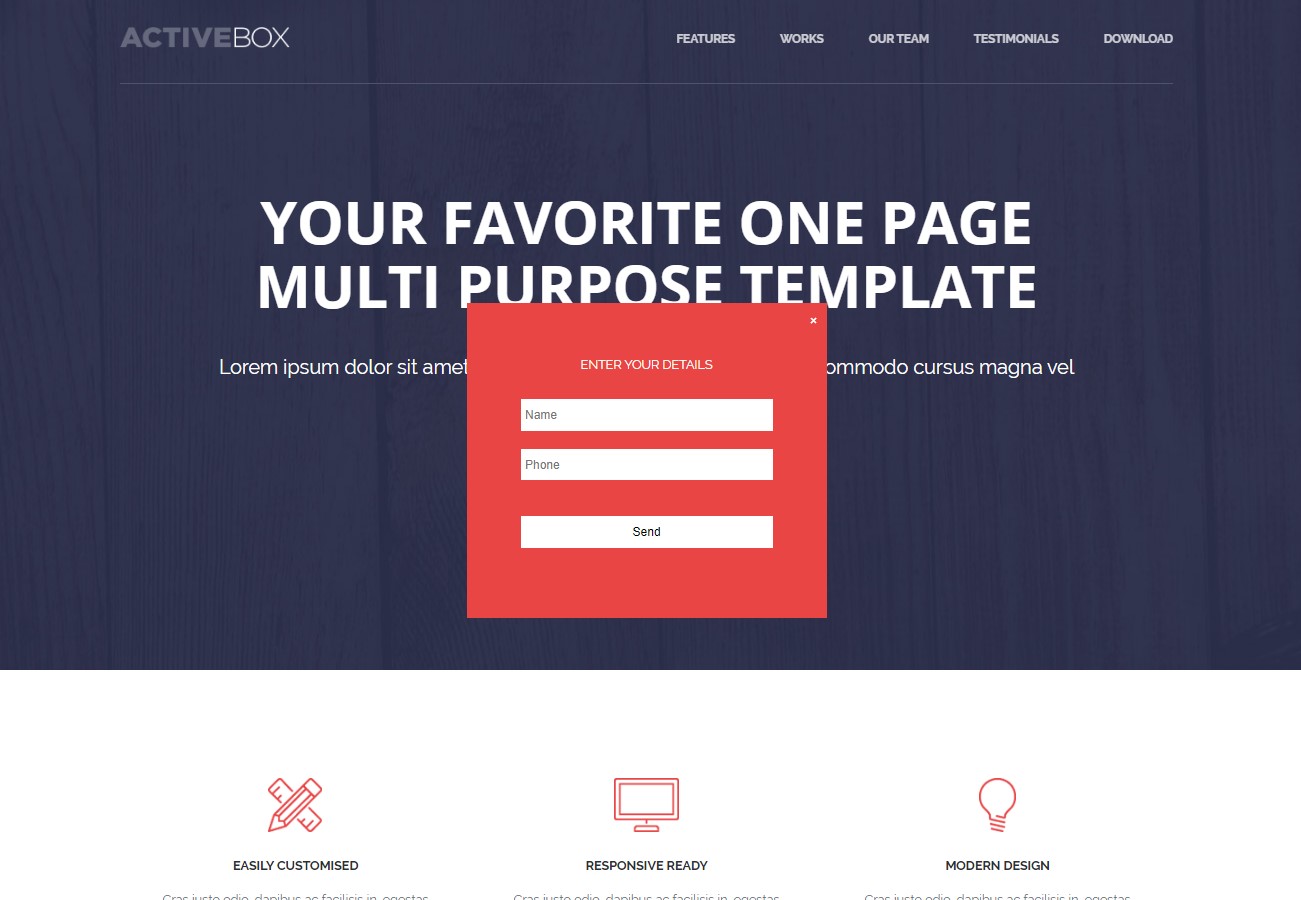 ACTIVEBOX
FEATURES WORKS OUR TEAM TESTIMONIALS DOWNLOAD
YOUR FAVORITE ONE PAGE
MULTI PURPOSE TEMPLATE
×
Lorem ipsum dolor sit amet ommodo cursus magna vel
ENTER YOUR DETAILS
Name
Phone
Send
EASILY CUSTOMISED RESPONSIVE READY MODERN DESIGN
Cras justo odio, dapibus ac facilisis in, egestas Cras justo odio, dapibus ac facilisis in, egestas Cras justo odio, dapibus ac facilisis in, egestas